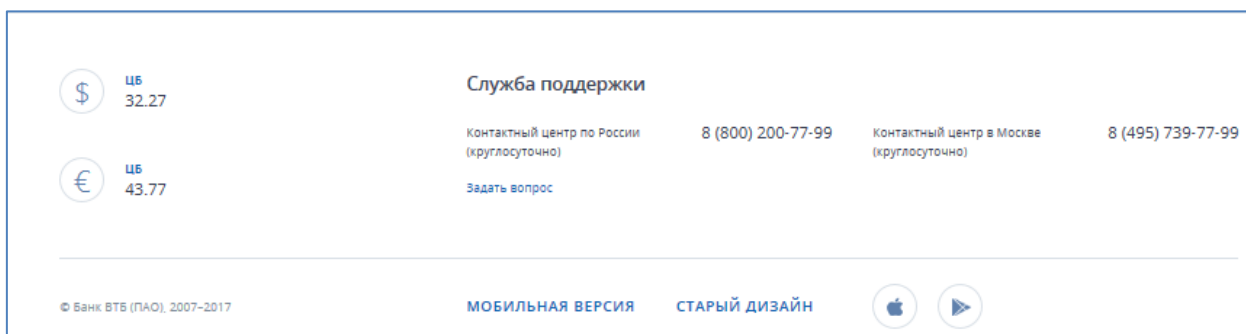 $
ЦБ
32.27
€
ЦБ
43.77
Служба поддержки
Контактный центр по России
(круглосуточно)
8 (800) 200-77-99
Контактный центр в Москве
(круглосуточно)
8 (495) 739-77-99
Задать вопрос
© Банк ВТБ (ПАО), 2007–2017
МОБИЛЬНАЯ ВЕРСИЯ
СТАРЫЙ ДИЗАЙН